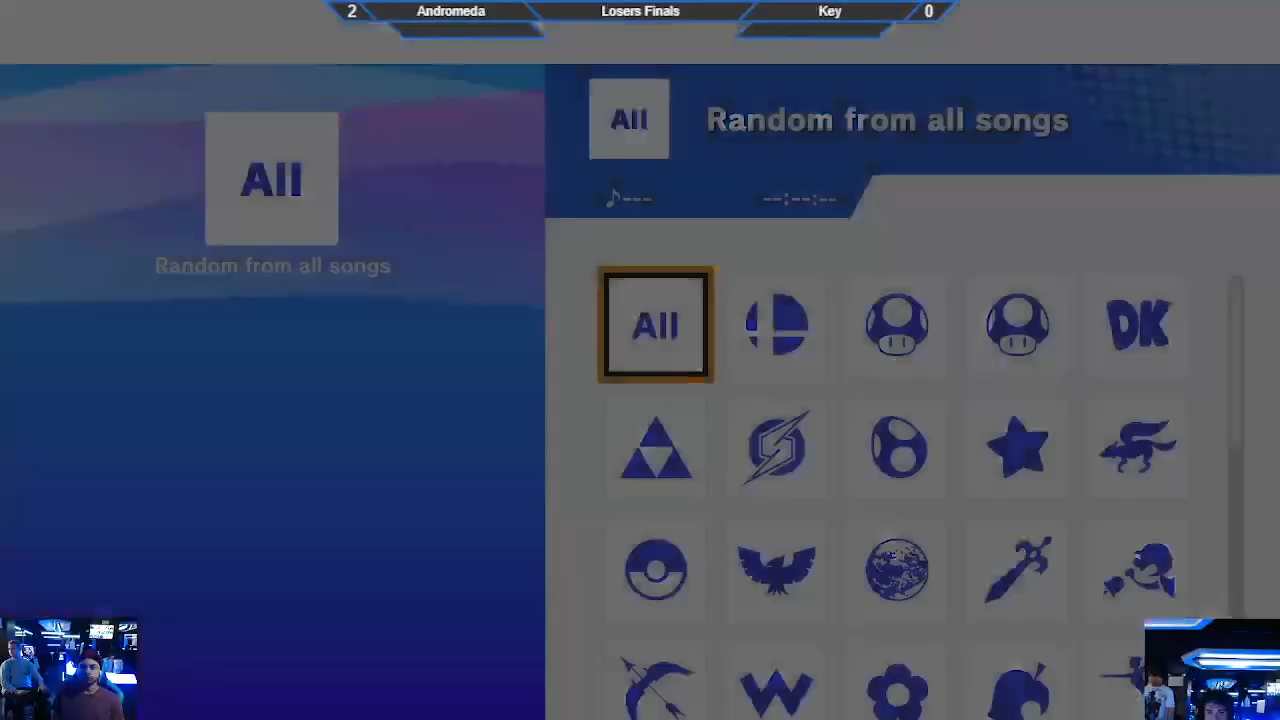 2 Andromeda Losers Finals Key 0
All
Random from all songs
All
Random from all songs
♪--- --:--:--
All
DK
W